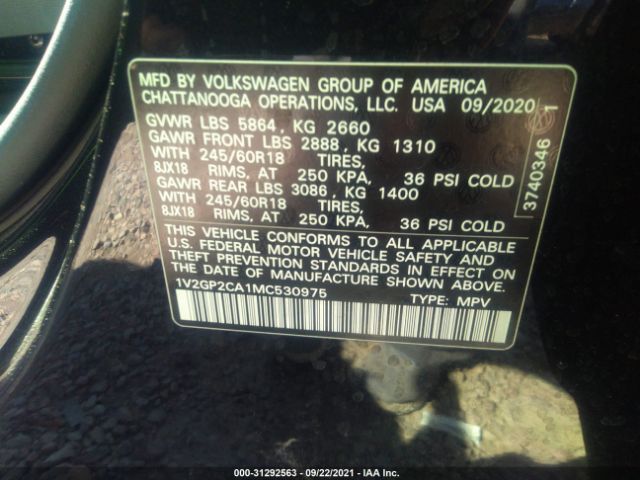 MFD BY VOLKSWAGEN GROUP OF AMERICA
CHATTANOOGA OPERATIONS, LLC. USA 09/2020
GVWR LBS 5864, KG 2660
GAWR FRONT LBS 2888, KG 1310
WITH 245/60R18 TIRES,
8JX18 RIMS, AT 250 KPA, 36 PSI COLD
GAWR REAR LBS 3086, KG 1400
WITH 245/60R18 TIRES,
8JX18 RIMS, AT 250 KPA, 36 PSI COLD
THIS VEHICLE CONFORMS TO ALL APPLICABLE
U.S. FEDERAL MOTOR VEHICLE SAFETY AND
THEFT PREVENTION STANDARDS IN EFFECT ON
THE DATE OF MANUFACTURE SHOWN ABOVE.
1V2GP2CA1MC530975 TYPE: MPV
3740346 1
000-31292563 - 09/22/2021 - IAA Inc.